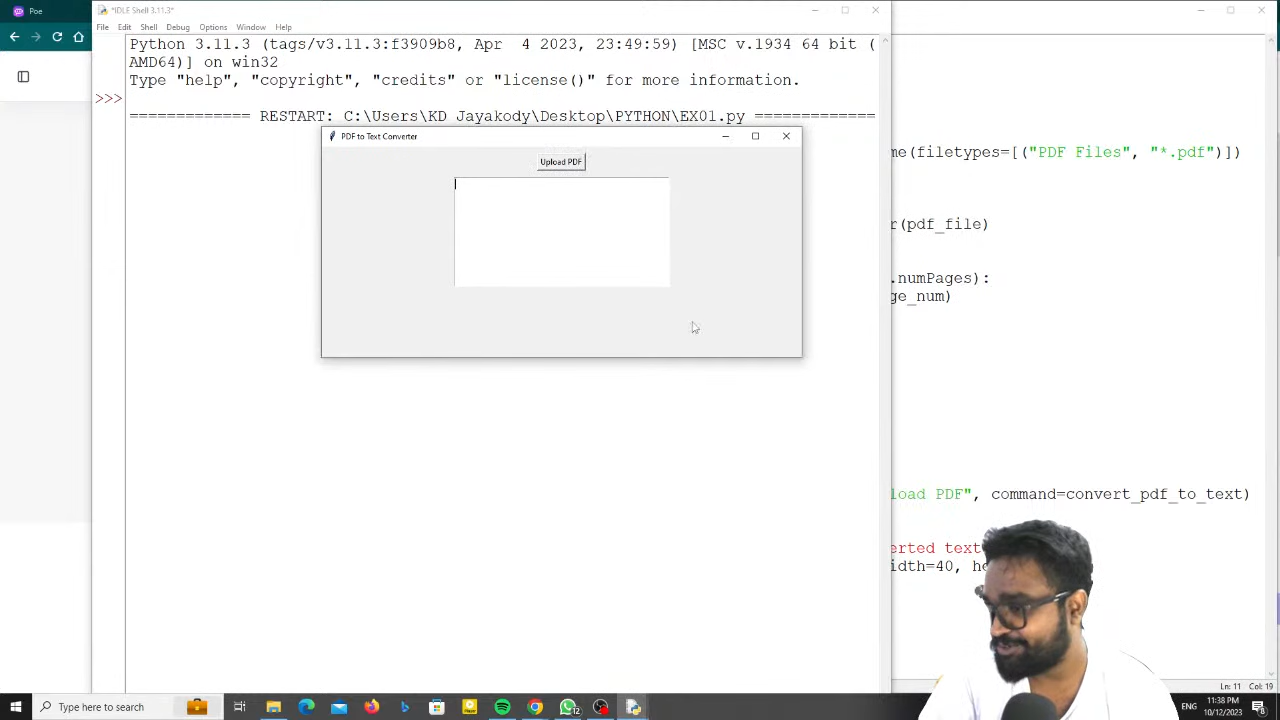 Poe
*IDLE Shell 3.11.3*
File Edit Shell Debug Options Window Help
Python 3.11.3 (tags/v3.11.3:f3909b8, Apr  4 2023, 23:49:59) [MSC v.1934 64 bit (
AMD64)] on win32
Type "help", "copyright", "credits" or "license()" for more information.
>>>
============= RESTART: C:\Users\KD Jayakody\Desktop\PYTHON\EX01.py =============
PDF to Text Converter
Upload PDF
me(filetypes=[("PDF Files", "*.pdf")])
r(pdf_file)
.numPages):
ge_num)
load PDF", command=convert_pdf_to_text)
erted text
idth=40, he
Ln: 11 Col: 19
Type here to search
12
ENG
11:38 PM
10/12/2023
8